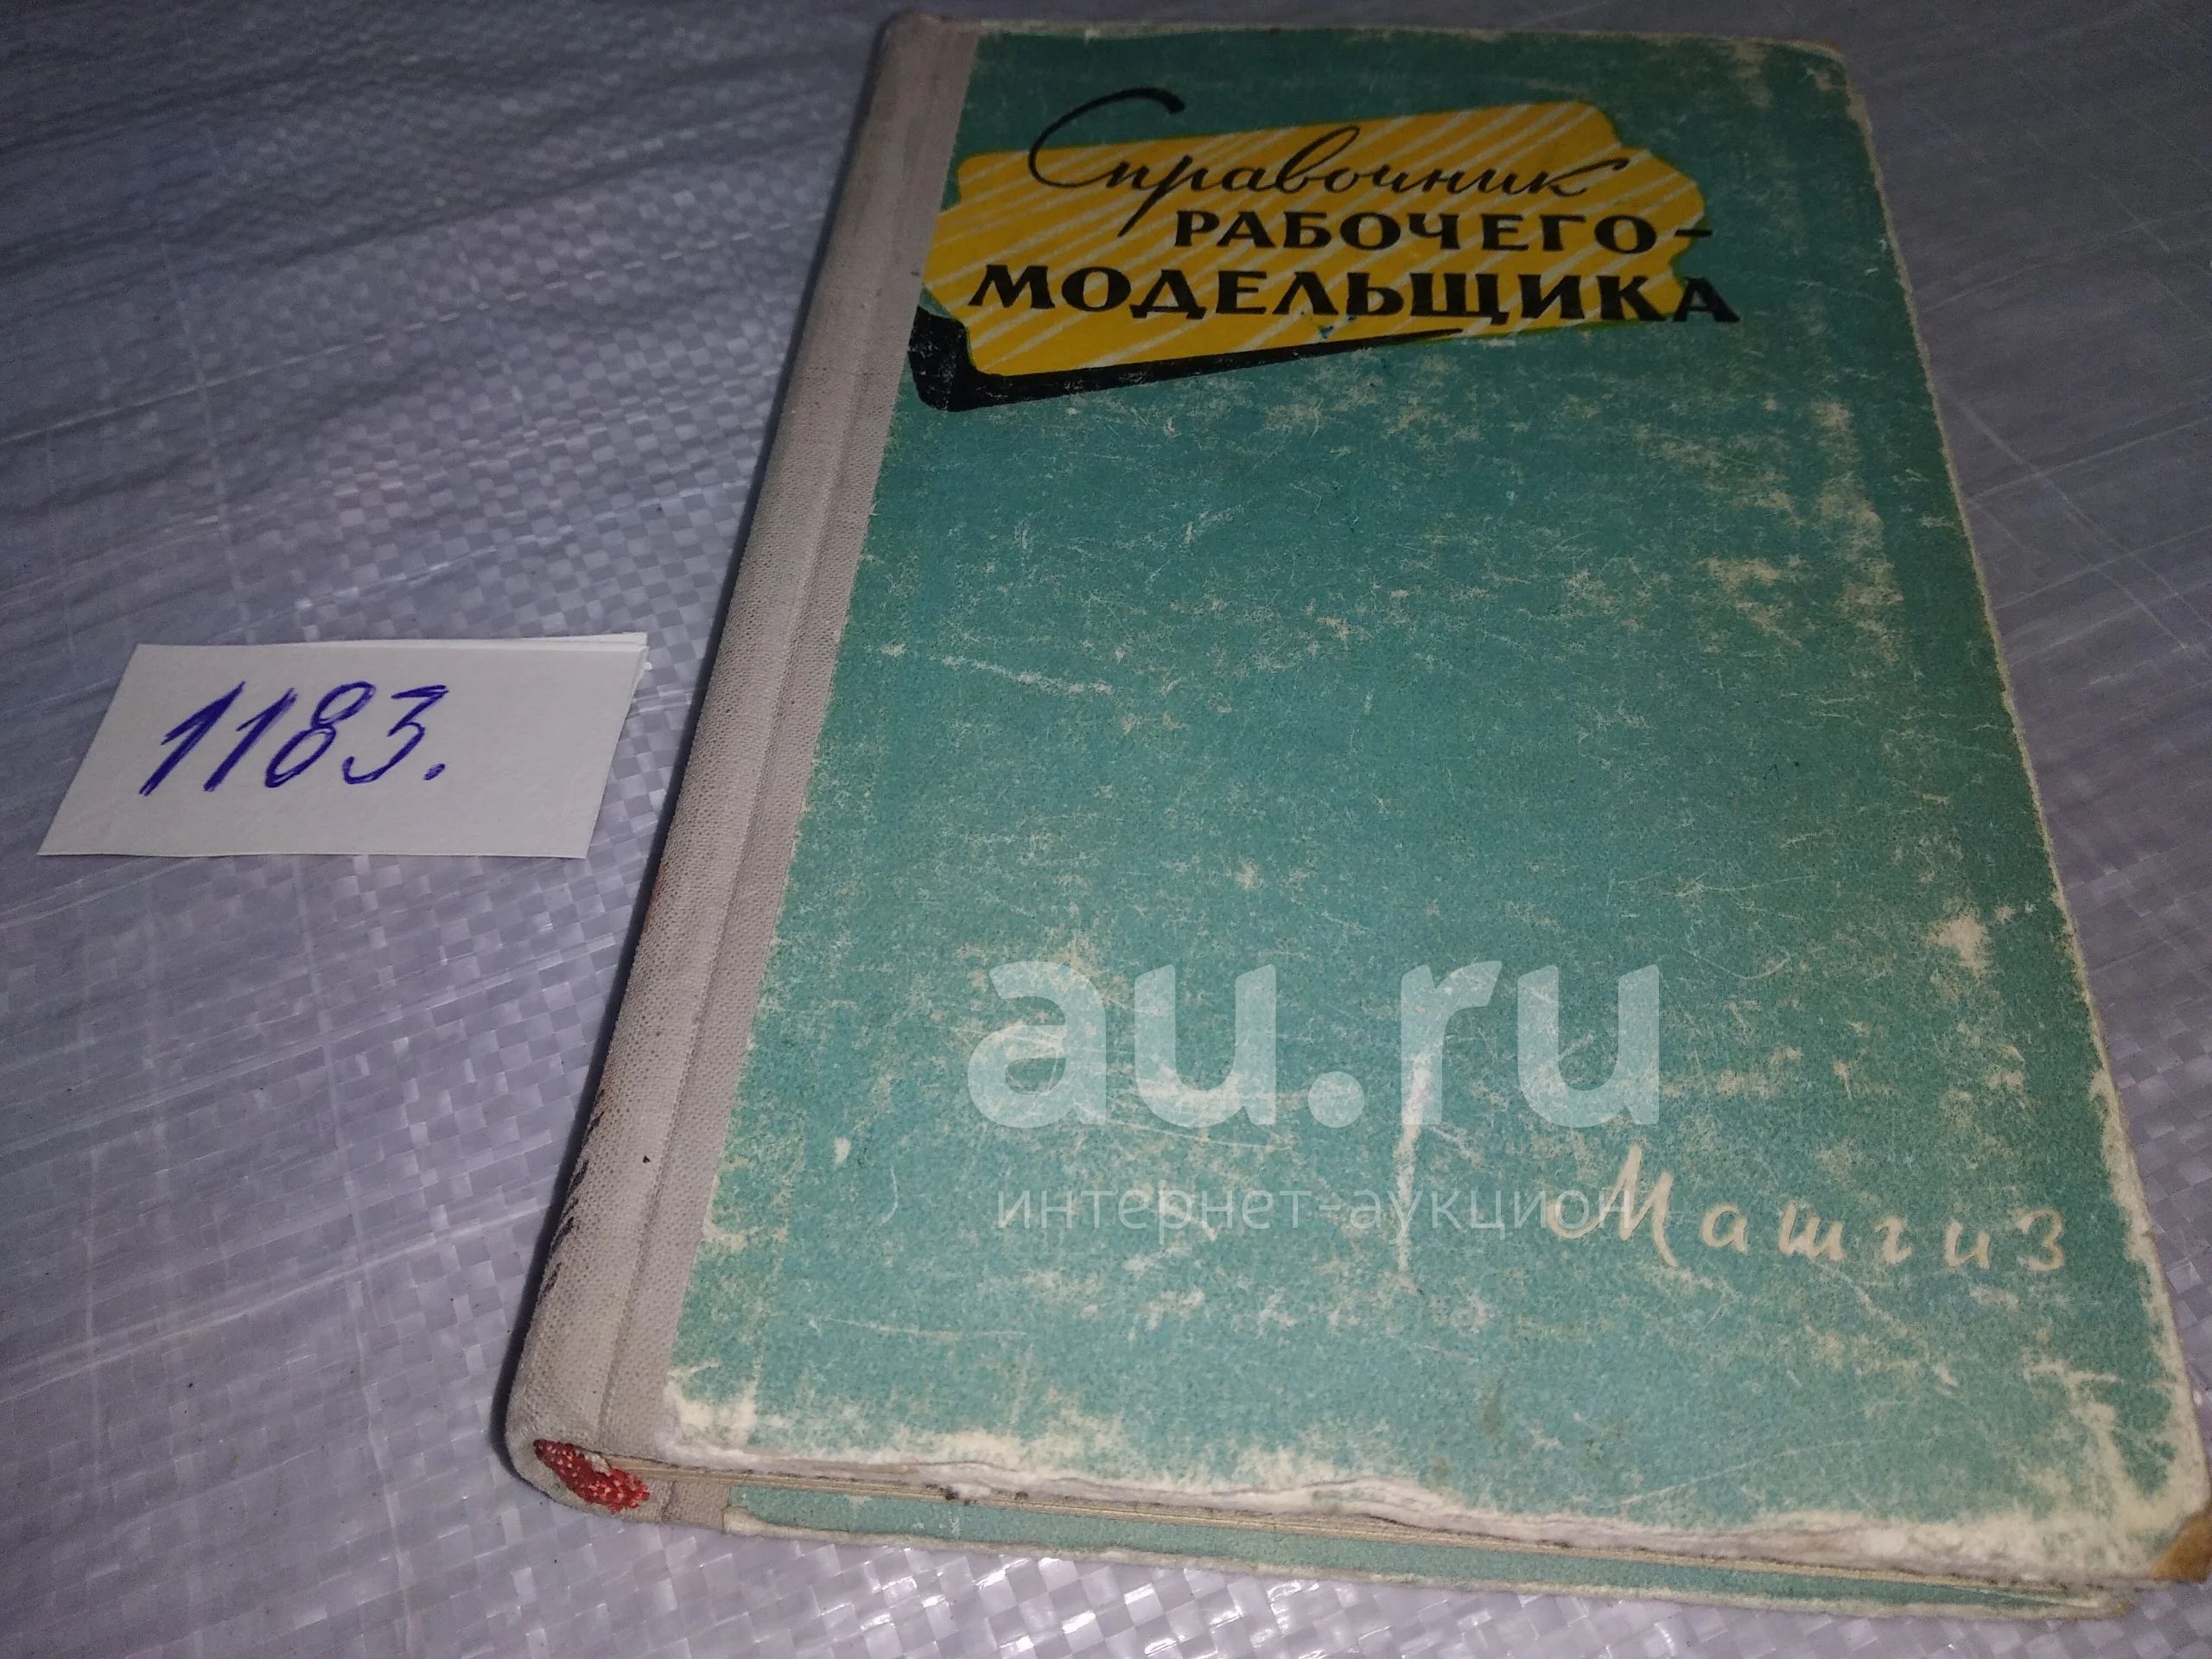 Справочник
РАБОЧЕГО-
МОДЕЛЬЩИКА
1183.
au.ru
интернет-аукцион
Машгиз